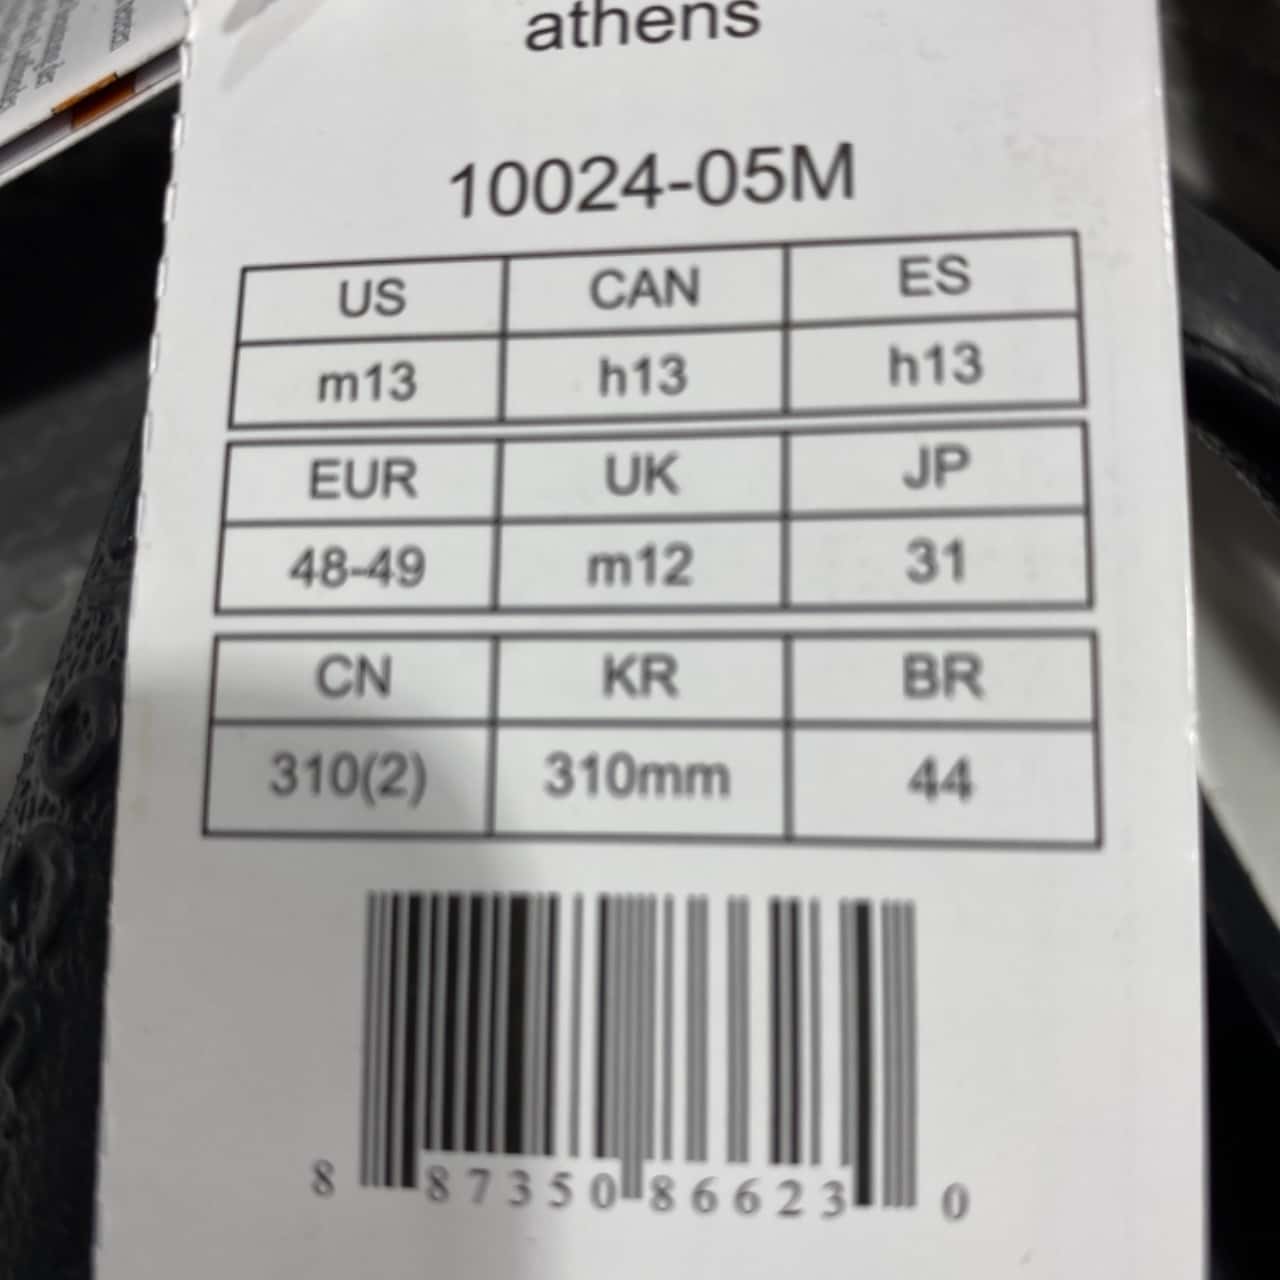 athens
10024-05M
US CAN ES
m13 h13 h13
EUR UK JP
48-49 m12 31
CN KR BR
310(2) 310mm 44
8 87350 86623 0